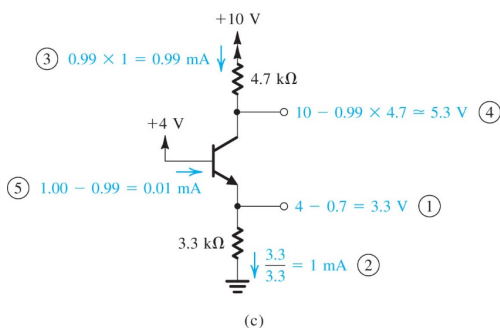 +10 V
③ 0.99 × 1 = 0.99 mA
4.7 kΩ
10 − 0.99 × 4.7 ≃ 5.3 V ④
+4 V
⑤ 1.00 − 0.99 = 0.01 mA
4 − 0.7 = 3.3 V ①
3.3 kΩ
3.3/3.3 = 1 mA ②
(c)